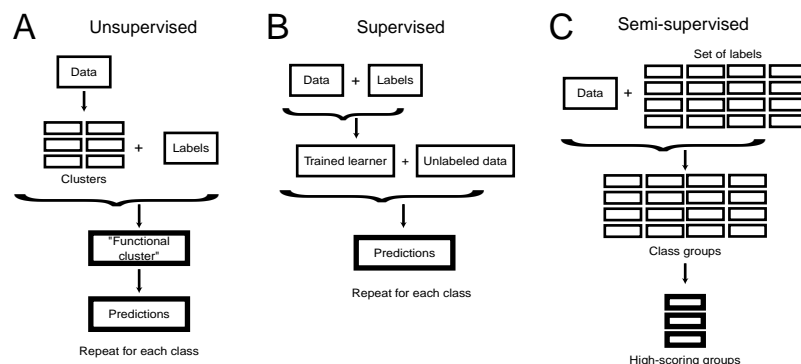 A Unsupervised
Data
+
Labels
Clusters
"Functional
cluster"
Predictions
Repeat for each class
B Supervised
Data + Labels
Trained learner + Unlabeled data
Predictions
Repeat for each class
C Semi-supervised
Set of labels
Data +
Class groups
High-scoring groups